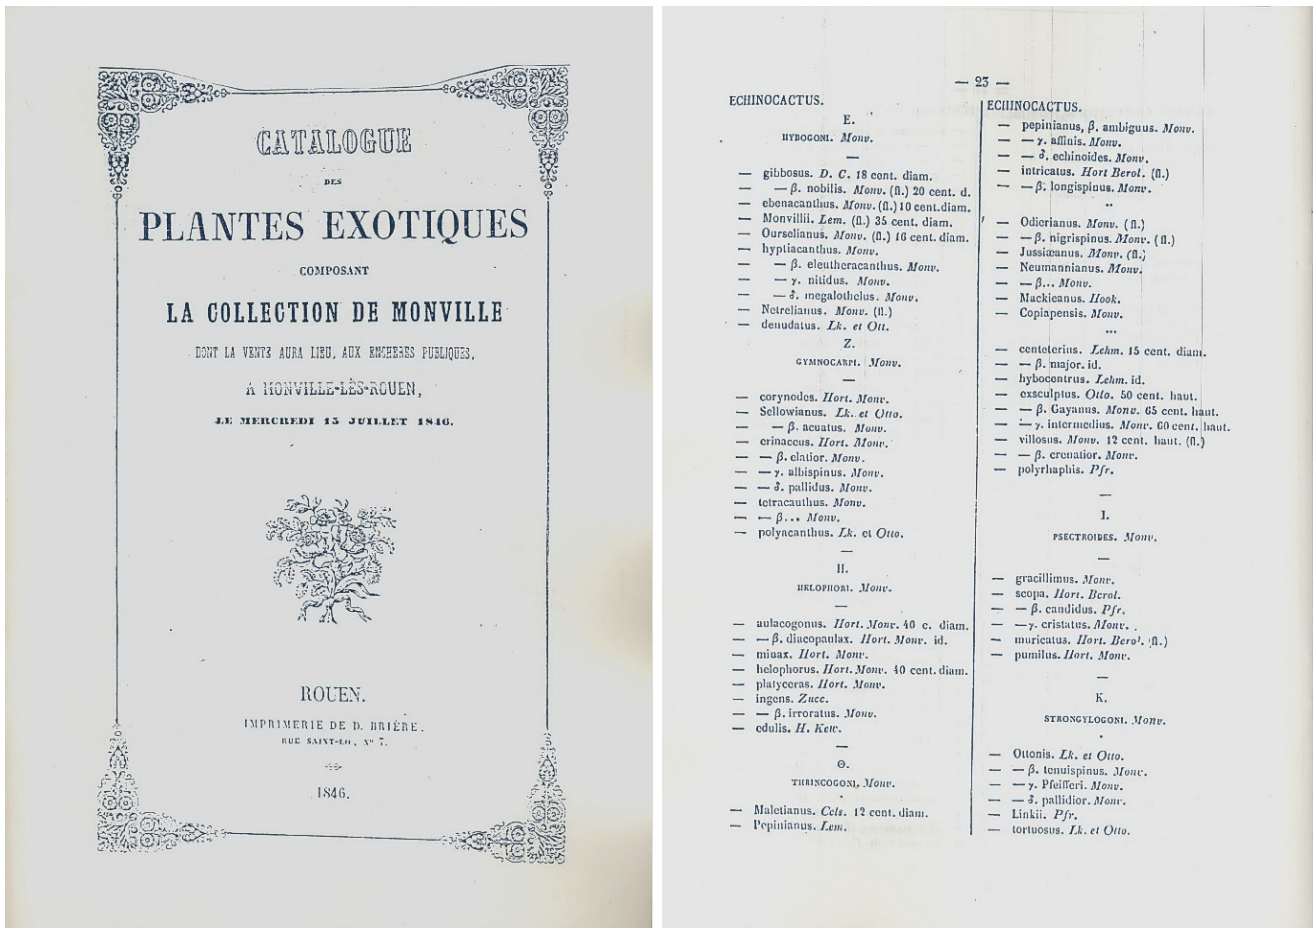 CATALOGUE
DES
PLANTES EXOTIQUES
COMPOSANT
LA COLLECTION DE MONVILLE
DONT LA VENTE AURA LIEU, AUX ENCHÈRES PUBLIQUES,
A MONVILLE-LÈS-ROUEN,
LE MERCREDI 15 JUILLET 1846.
ROUEN.
IMPRIMERIE DE D. BRIÈRE.
RUE SAINT-LO, N° 7.
1846.
— 23 —
ECHINOCACTUS.
E.
HYBOGONI. Monv.
— gibbosus. D. C. 18 cent. diam.
— — β. nobilis. Monv. (fl.) 20 cent. d.
— ebenacanthus. Monv. (fl.) 10 cent. diam.
— Monvillii. Lem. (fl.) 35 cent. diam.
— Ourselianus. Monv. (fl.) 16 cent. diam.
— hyptiacanthus. Monv.
— — β. eleutheracanthus. Monv.
— — γ. nitidus. Monv.
— — δ. megalothelus. Monv.
— Netrelianus. Monv. (fl.)
— denudatus. Lk. et Ott.
Z.
GYMNOCARPI. Monv.
— corynodes. Hort. Monv.
— Sellowianus. Lk. et Otto.
— — β. acuatus. Monv.
— erinaceus. Hort. Monv.
— — β. elatior. Monv.
— — γ. albispinus. Monv.
— — δ. pallidus. Monv.
— tetracanthus. Monv.
— — β... Monv.
— polyacanthus. Lk. et Otto.
H.
HELOPHORI. Monv.
— aulacogonus. Hort. Monv. 40 c. diam.
— — β. diacopaulax. Hort. Monv. id.
— minax. Hort. Monv.
— helophorus. Hort. Monv. 40 cent. diam.
— platyceras. Hort. Monv.
— ingens. Zucc.
— — β. irroratus. Monv.
— edulis. H. Kew.
Θ.
THRINCOGONI. Monv.
— Maletianus. Cels. 12 cent. diam.
— Pepinianus. Lem.
ECHINOCACTUS.
— pepinianus, β. ambiguus. Monv.
— — γ. affinis. Monv.
— — δ. echinoides. Monv.
— intricatus. Hort Berol. (fl.)
— — β. longispinus. Monv.
**
— Odierianus. Monv. (fl.)
— — β. nigrispinus. Monv. (fl.)
— Jussiæanus. Monv. (fl.)
— Neumannianus. Monv.
— — β... Monv.
— Mackieanus. Hook.
— Copiapensis. Monv.
***
— centeterius. Lehm. 15 cent. diam.
— — β. major. id.
— hybocentrus. Lehm. id.
— exsculptus. Otto. 50 cent. haut.
— — β. Gayanus. Monv. 65 cent. haut.
— — γ. intermedius. Monv. 60 cent. haut.
— villosus. Monv. 12 cent. haut. (fl.)
— — β. crenatior. Monv.
— polyrhaphis. Pfr.
I.
PSECTROIDES. Monv.
— gracillimus. Monv.
— scopa. Hort. Berol.
— — β. candidus. Pfr.
— — γ. cristatus. Monv.
— muricatus. Hort. Berol. (fl.)
— pumilus. Hort. Monv.
K.
STRONGYLOGONI. Monv.
— Ottonis. Lk. et Otto.
— — β. tenuispinus. Monv.
— — γ. Pfeifferi. Monv.
— — δ. pallidior. Monv.
— Linkii. Pfr.
— tortuosus. Lk. et Otto.